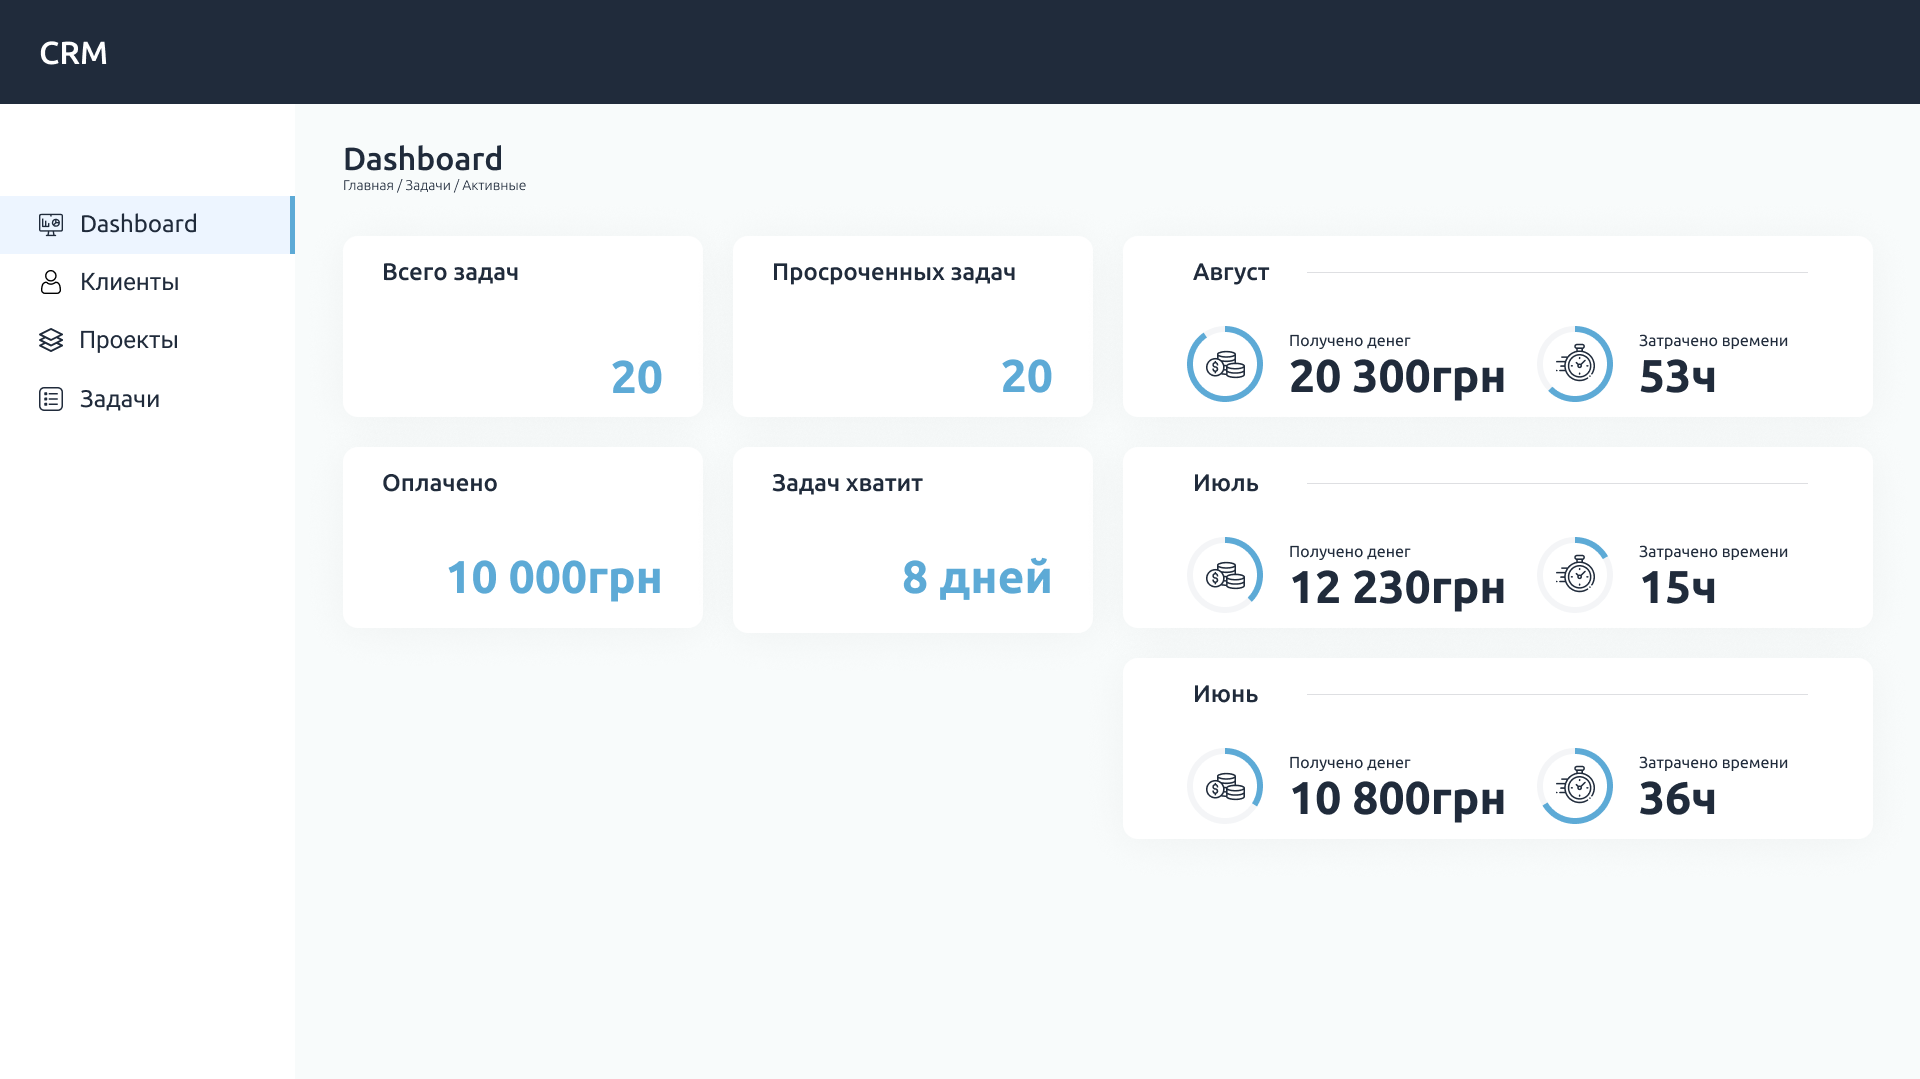 CRM
Dashboard
Клиенты
Проекты
Задачи
Dashboard
Главная / Задачи / Активные
Всего задач
20
Просроченных задач
20
Оплачено
10 000грн
Задач хватит
8 дней
Август
Получено денег
20 300грн
Затрачено времени
53ч
Июль
Получено денег
12 230грн
Затрачено времени
15ч
Июнь
Получено денег
10 800грн
Затрачено времени
36ч